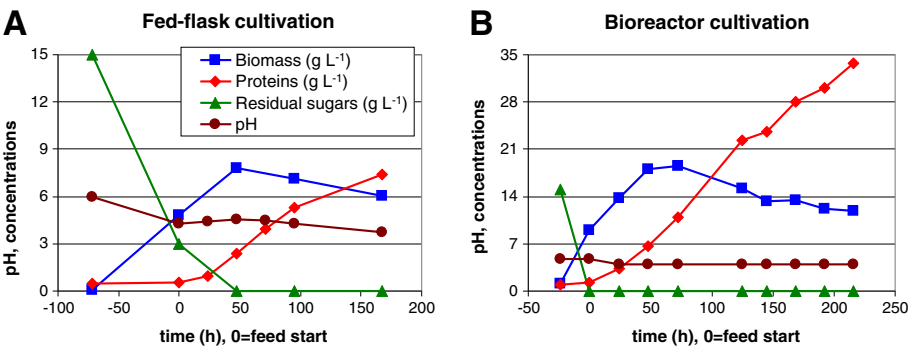 A
Fed-flask cultivation
15
12
9
6
3
0
pH, concentrations
Biomass (g L⁻¹)
Proteins (g L⁻¹)
Residual sugars (g L⁻¹)
pH
-100
-50
0
50
100
150
200
time (h), 0=feed start
B
Bioreactor cultivation
35
28
21
14
7
0
pH, concentrations
-50
0
50
100
150
200
250
time (h), 0=feed start